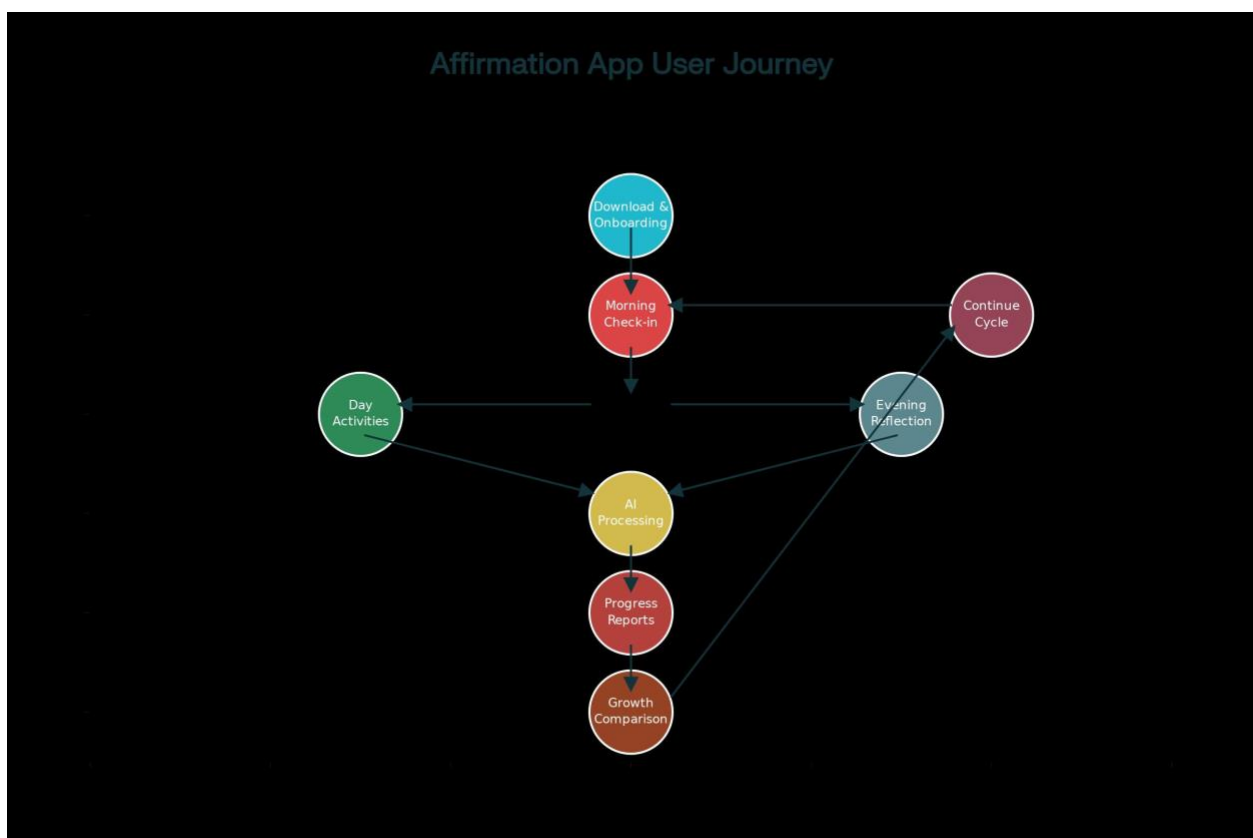 Affirmation App User Journey
Download &
Onboarding
Morning
Check-in
Continue
Cycle
Day
Activities
Evening
Reflection
AI
Processing
Progress
Reports
Growth
Comparison